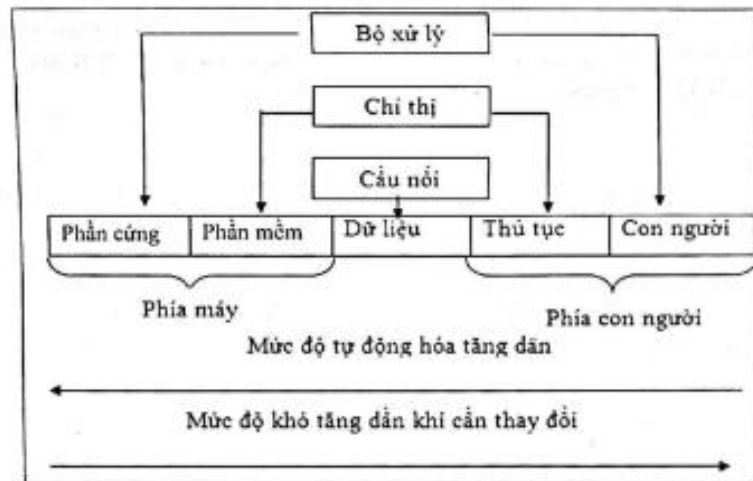 Bộ xử lý
Chỉ thị
Cầu nối
Phần cứng Phần mềm Dữ liệu Thủ tục Con người
Phía máy Phía con người
Mức độ tự động hóa tăng dần
Mức độ khó tăng dần khi cần thay đổi